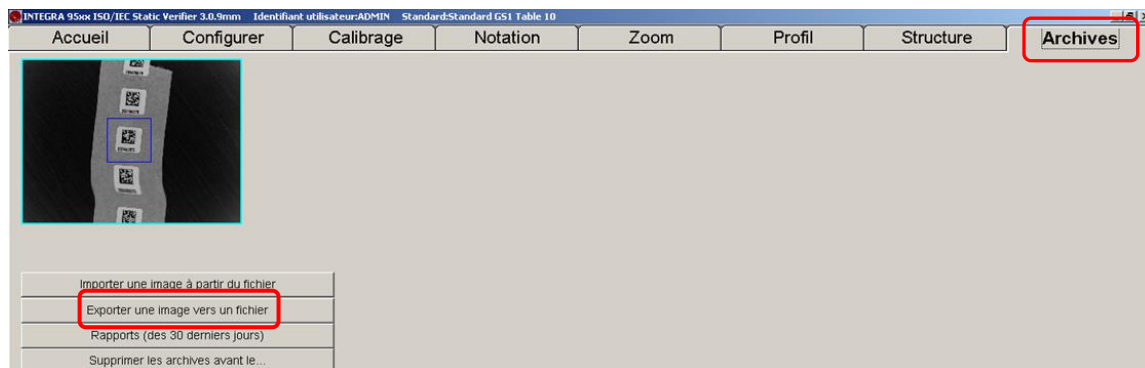 INTEGRA 95xx ISO/IEC Static Verifier 3.0.9mm Identifiant utilisateur:ADMIN Standard:Standard GS1 Table 10
Accueil Configurer Calibrage Notation Zoom Profil Structure Archives
Importer une image à partir du fichier
Exporter une image vers un fichier
Rapports (des 30 derniers jours)
Supprimer les archives avant le...